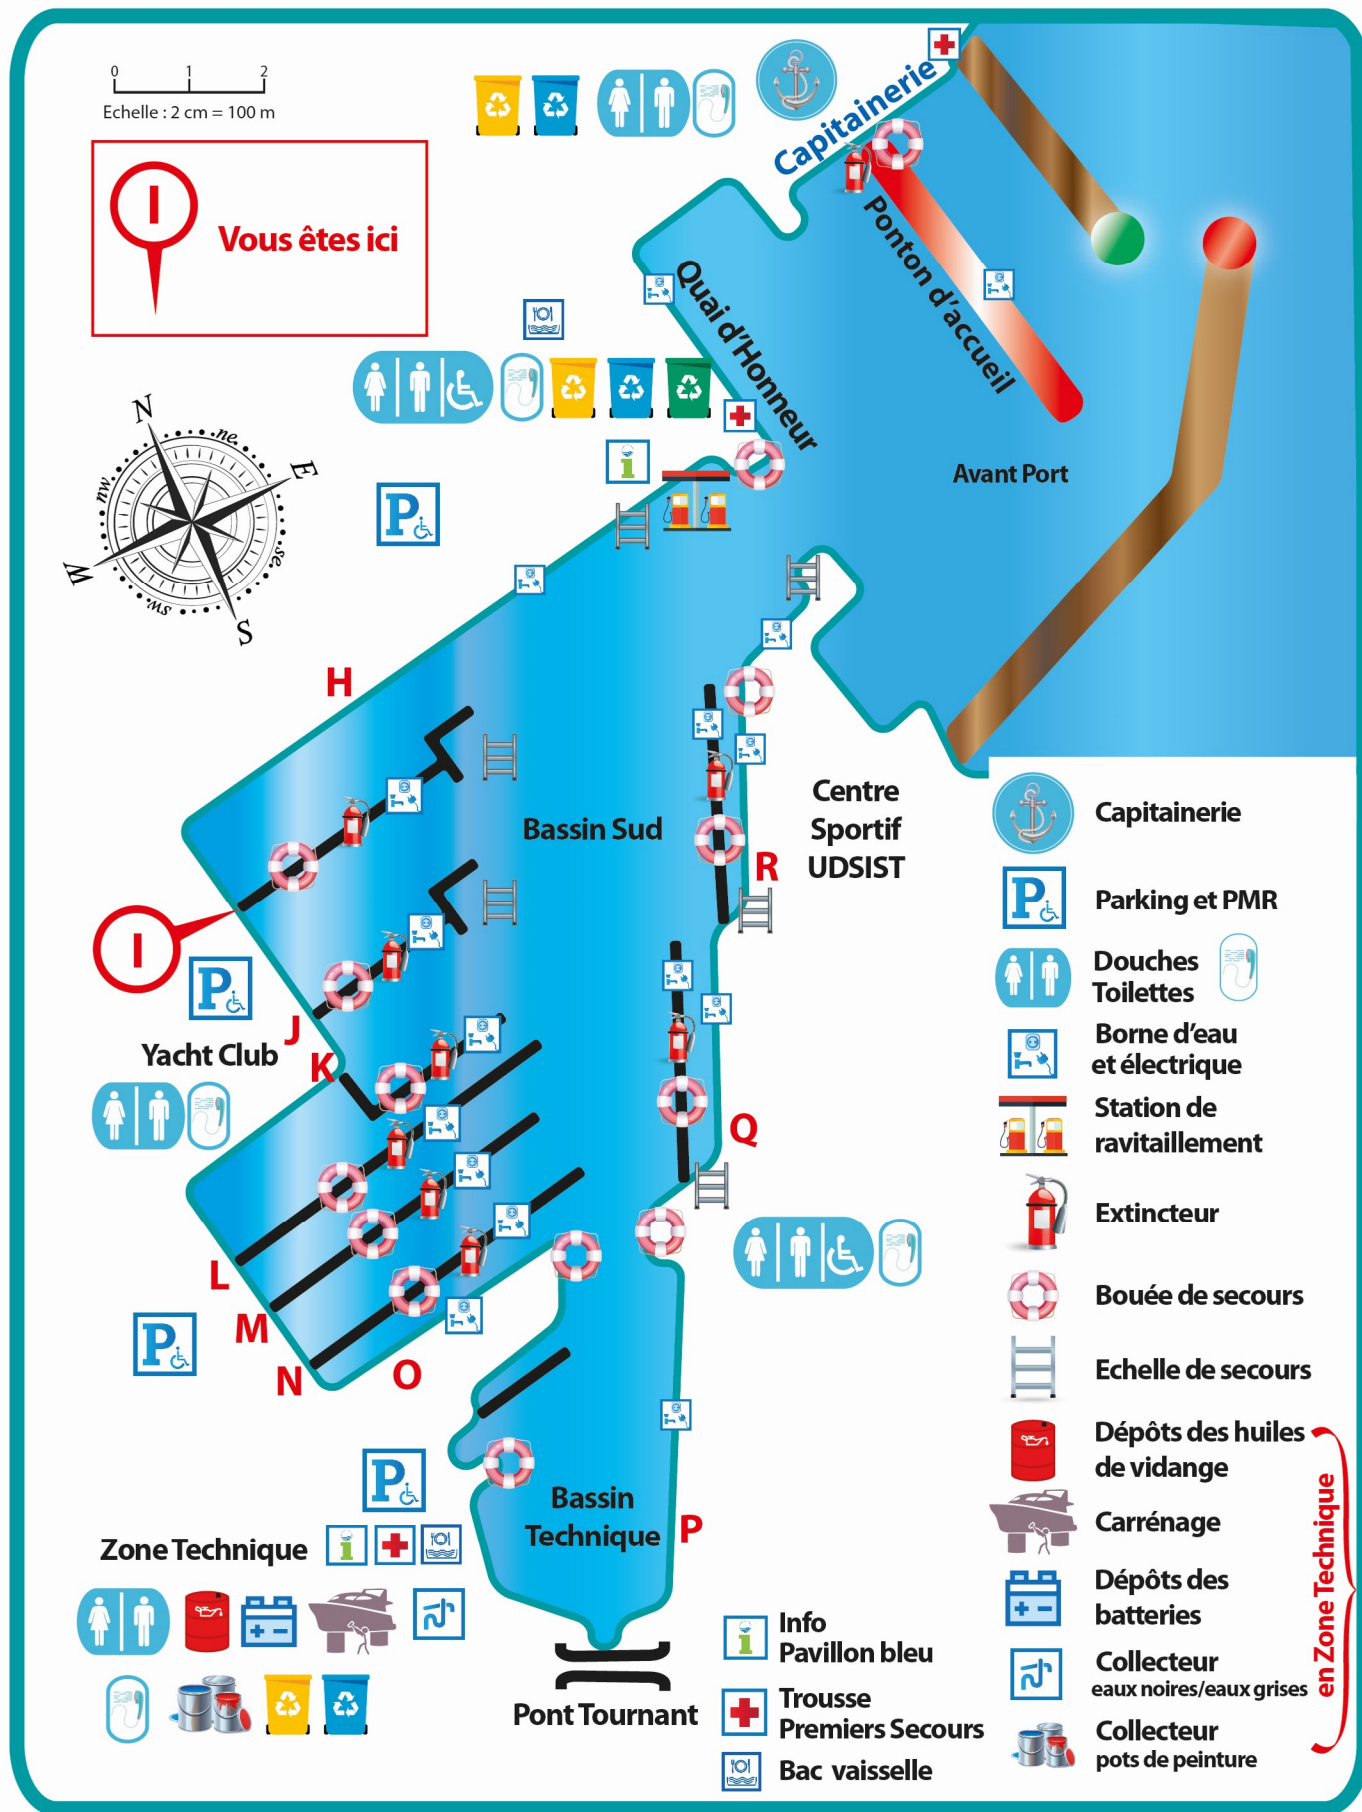 0 1 2
Echelle : 2 cm = 100 m
Capitainerie
I
Vous êtes ici
Ponton d'accueil
Quai d'Honneur
Avant Port
N
ne
E
se
S
sw
W
nw
P
H
Bassin Sud
Centre
Sportif
UDSIST
R
I
P
J
Yacht Club
K
Q
L
M
P
N
O
P
Bassin
Technique
P
Zone Technique
i
Pont Tournant
Capitainerie
P
Parking et PMR
Douches
Toilettes
Borne d'eau
et électrique
Station de
ravitaillement
Extincteur
Bouée de secours
Echelle de secours
Dépôts des huiles
de vidange
Carrénage
Dépôts des
batteries
Collecteur
eaux noires/eaux grises
Collecteur
pots de peinture
en Zone Technique
i
Info
Pavillon bleu
Trousse
Premiers Secours
Bac vaisselle